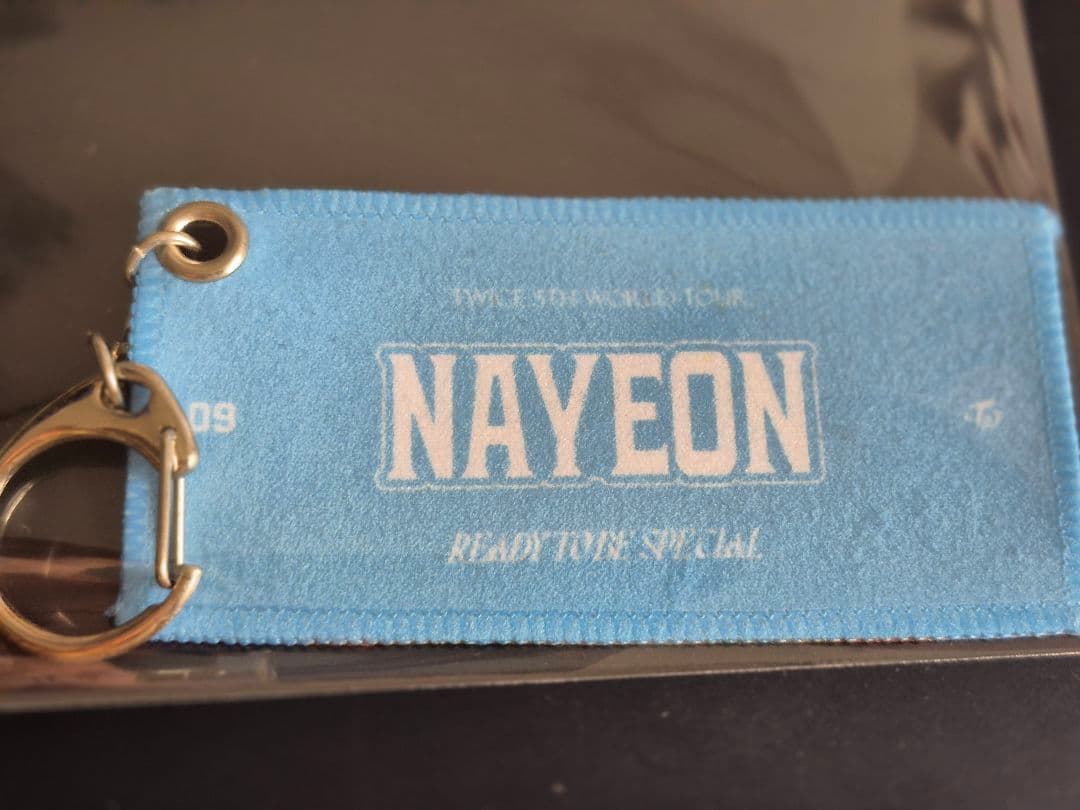 TWICE 5TH WORLD TOUR
09
NAYEON
READY TO BE SPECIAL